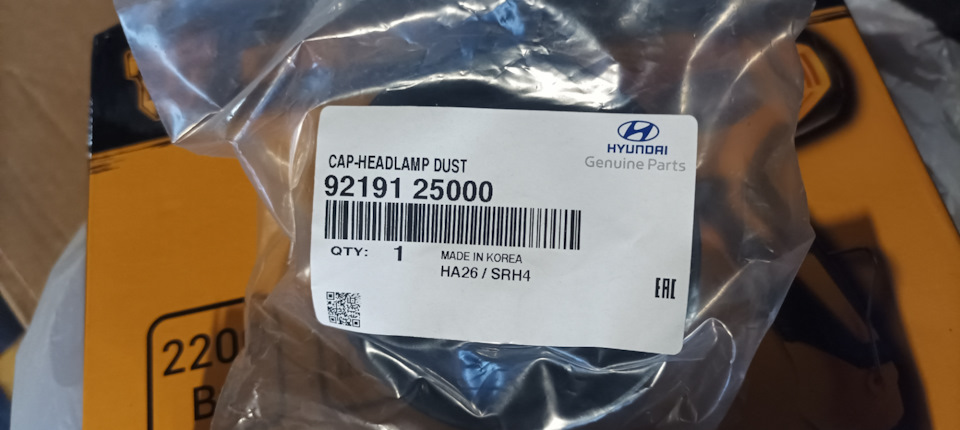 HYUNDAI
Genuine Parts
CAP-HEADLAMP DUST
92191 25000
QTY: 1
MADE IN KOREA
HA26 / SRH4
EAC
220
B